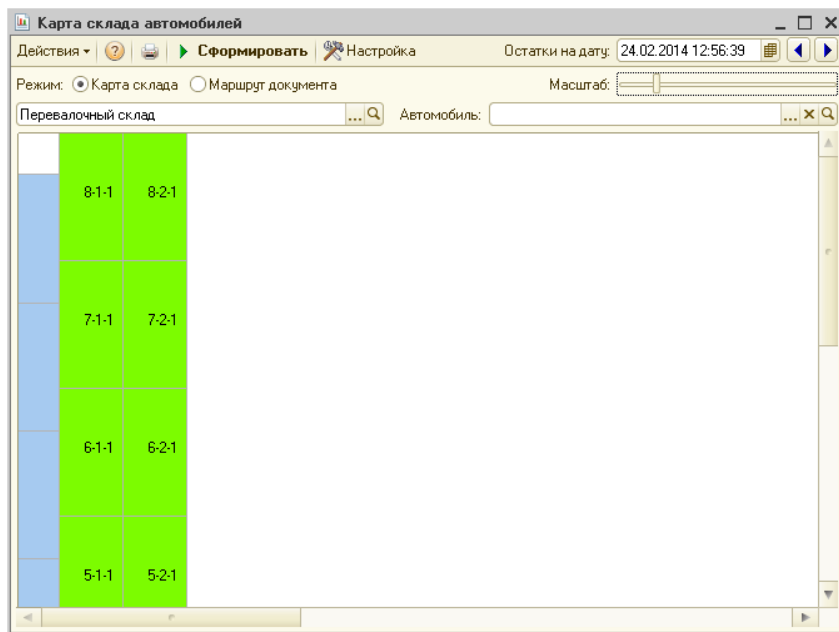 Карта склада автомобилей
Действия Сформировать Настройка Остатки на дату: 24.02.2014 12:56:39
Режим: Карта склада Маршрут документа Масштаб:
Перевалочный склад ... Автомобиль: ...
8-1-1 8-2-1
7-1-1 7-2-1
6-1-1 6-2-1
5-1-1 5-2-1